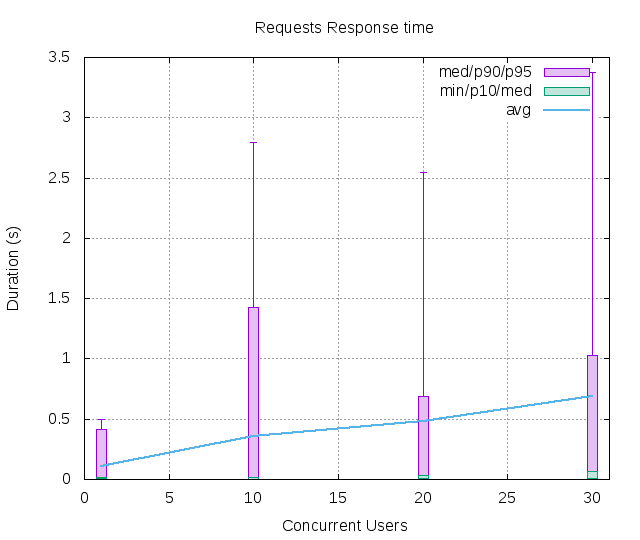 Requests Response time
3.5
3
2.5
2
1.5
1
0.5
0
Duration (s)
med/p90/p95
min/p10/med
avg
0 5 10 15 20 25 30
Concurrent Users